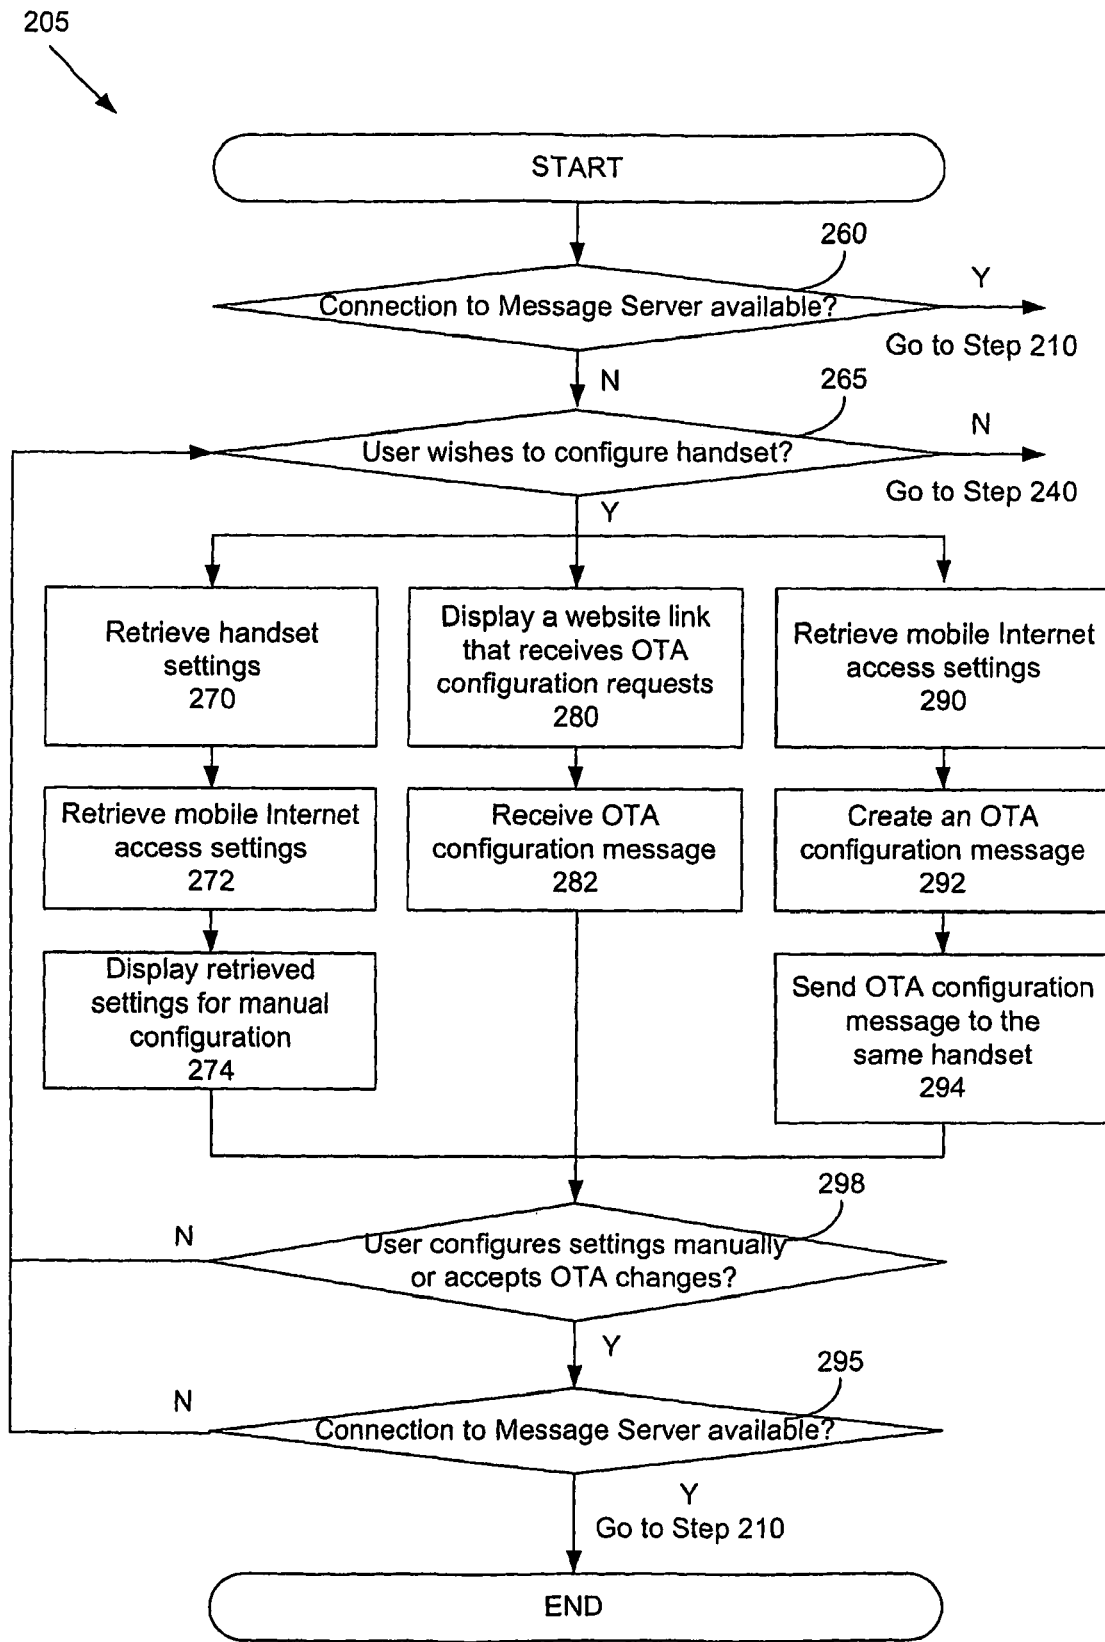 205
START
260
Connection to Message Server available?
Y
Go to Step 210
N
265
User wishes to configure handset?
N
Go to Step 240
Y
Retrieve handset
settings
270
Display a website link
that receives OTA
configuration requests
280
Retrieve mobile Internet
access settings
290
Retrieve mobile Internet
access settings
272
Receive OTA
configuration message
282
Create an OTA
configuration message
292
Display retrieved
settings for manual
configuration
274
Send OTA configuration
message to the
same handset
294
298
N
User configures settings manually
or accepts OTA changes?
Y
295
N
Connection to Message Server available?
Y
Go to Step 210
END